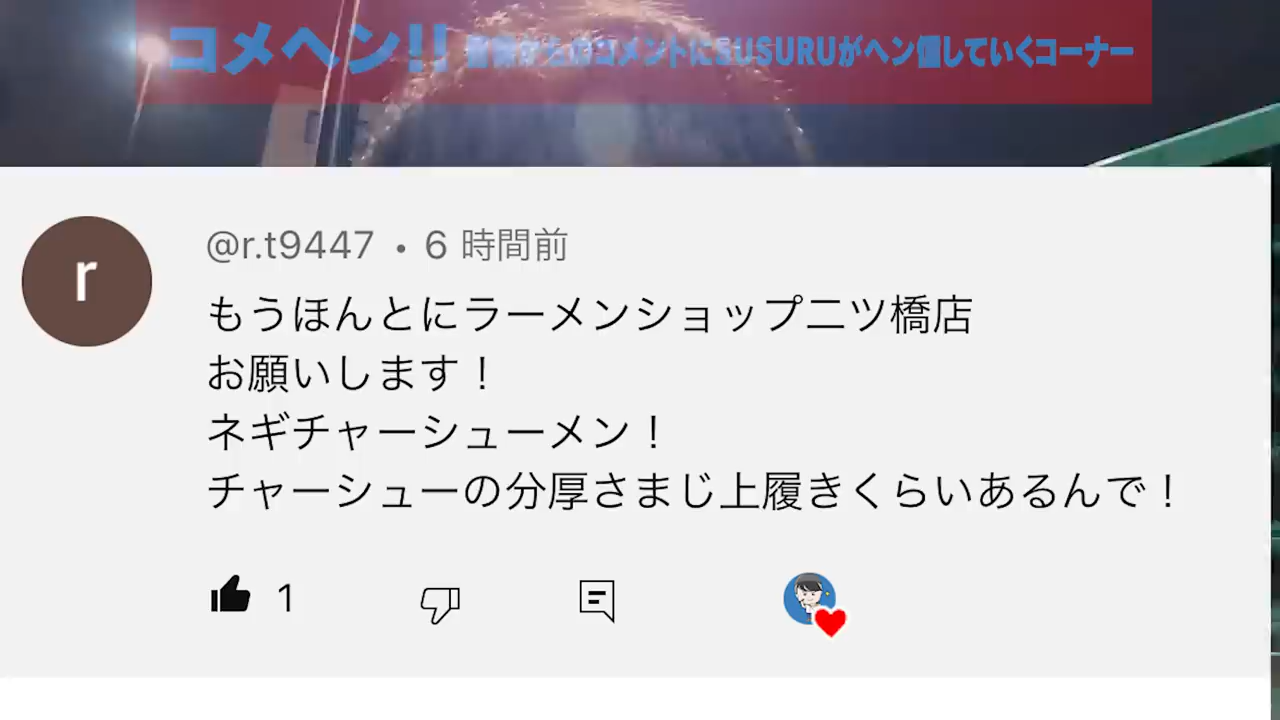 コメヘン!! 皆様からのコメントにSUSURUがヘン信していくコーナー
r
@r.t9447 • 6 時間前
もうほんとにラーメンショップ二ツ橋店
お願いします！
ネギチャーシューメン！
チャーシューの分厚さまじ上履きくらいあるんで！
1